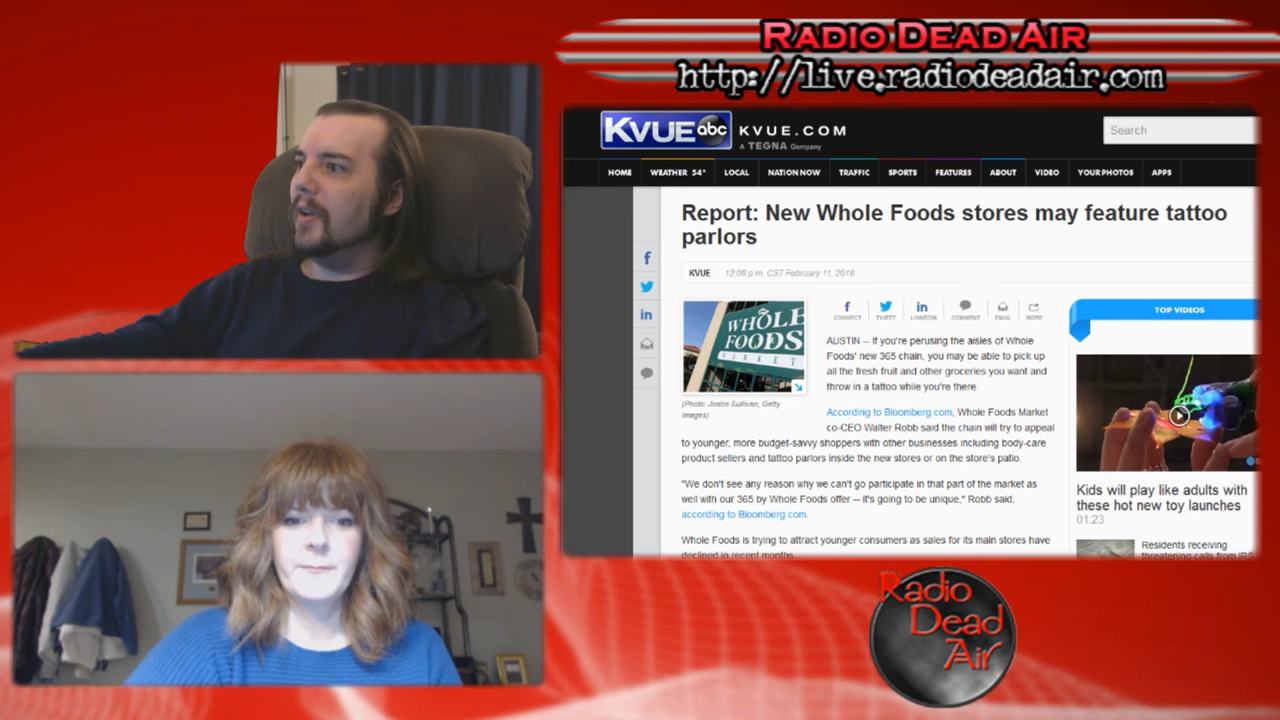 RADIO DEAD AIR
http://live.radiodeadair.com
KVUE abc KVUE.COM
A TEGNA Company
Search
HOME WEATHER 54° LOCAL NATION NOW TRAFFIC SPORTS FEATURES ABOUT VIDEO YOUR PHOTOS APPS
Report: New Whole Foods stores may feature tattoo
parlors
KVUE 12:08 p.m. CST February 11, 2016
CONNECT TWEET LINKEDIN COMMENT EMAIL MORE
TOP VIDEOS
WHOLE
FOODS
MARKET
(Photo: Justin Sullivan, Getty
Images)
AUSTIN -- If you're perusing the aisles of Whole
Foods' new 365 chain, you may be able to pick up
all the fresh fruit and other groceries you want and
throw in a tattoo while you're there.
According to Bloomberg.com, Whole Foods Market
co-CEO Walter Robb said the chain will try to appeal
to younger, more budget-savvy shoppers with other businesses including body-care
product sellers and tattoo parlors inside the new stores or on the store's patio.
"We don't see any reason why we can't go participate in that part of the market as
well with our 365 by Whole Foods offer -- it's going to be unique," Robb said,
according to Bloomberg.com.
Whole Foods is trying to attract younger consumers as sales for its main stores have
declined in recent months.
Kids will play like adults with
these hot new toy launches
01:23
Residents receiving
threatening calls from IRS
Radio
Dead
Air